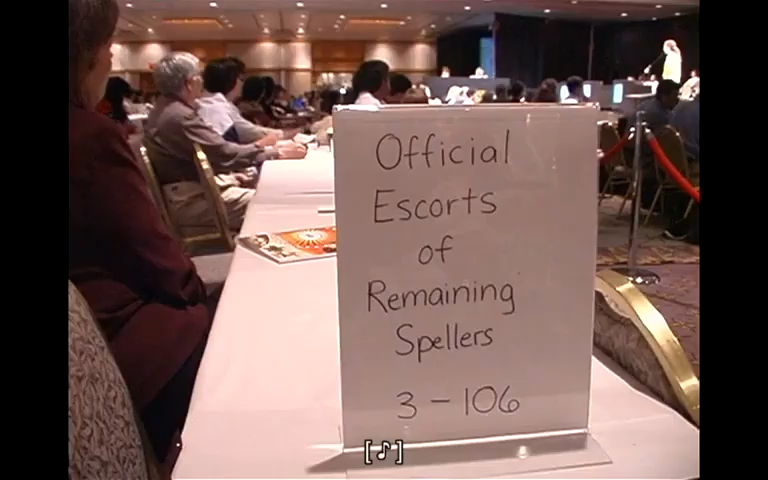 Official
Escorts
of
Remaining
Spellers
3 - 106
[♪]